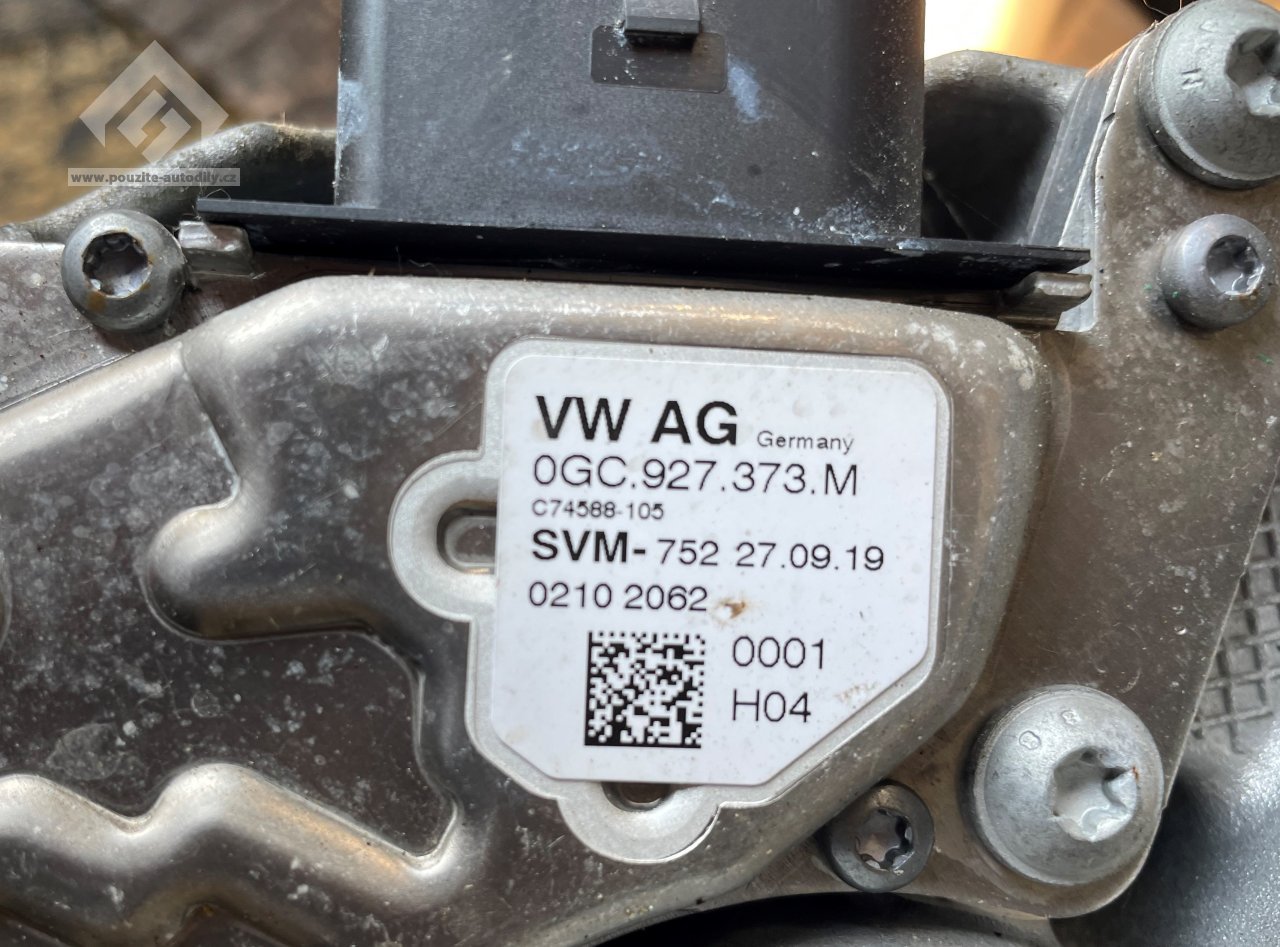 www.pouzite-autodily.cz
VW AG Germany
0GC.927.373.M
C74588-105
SVM- 752 27.09.19
0210 2062
0001
H04